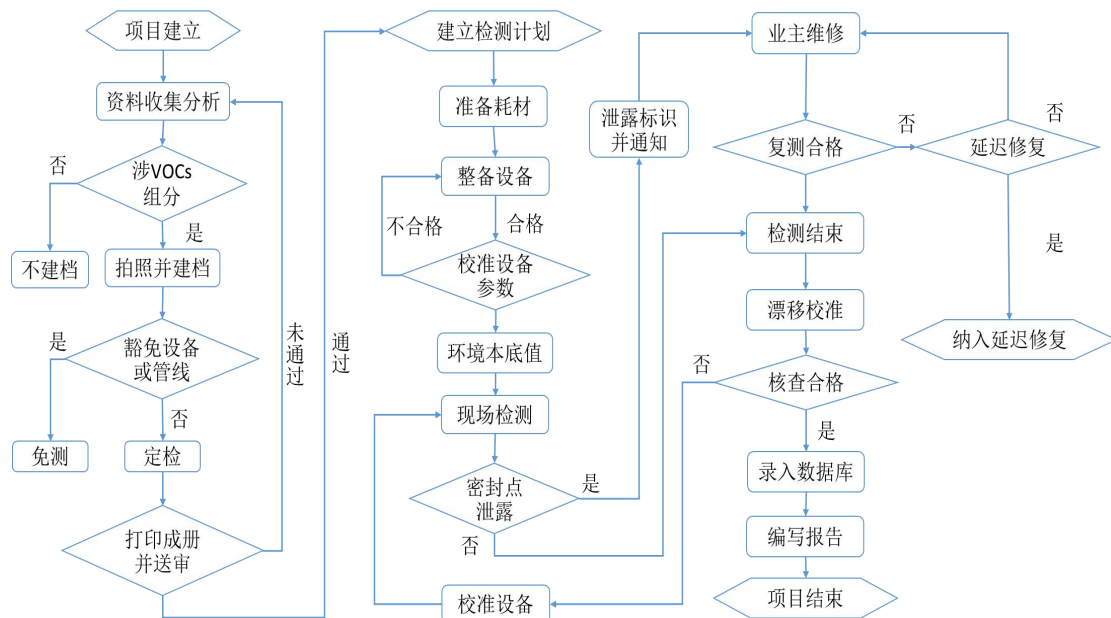 项目建立
资料收集分析
涉VOCs
组分
否
是
不建档
拍照并建档
豁免设备
或管线
是
否
免测
定检
打印成册
并送审
未通过
通过
建立检测计划
准备耗材
整备设备
不合格
合格
校准设备
参数
环境本底值
现场检测
密封点
泄露
是
否
校准设备
泄露标识
并通知
业主维修
复测合格
否
延迟修复
否
是
纳入延迟修复
检测结束
漂移校准
核查合格
否
是
录入数据库
编写报告
项目结束